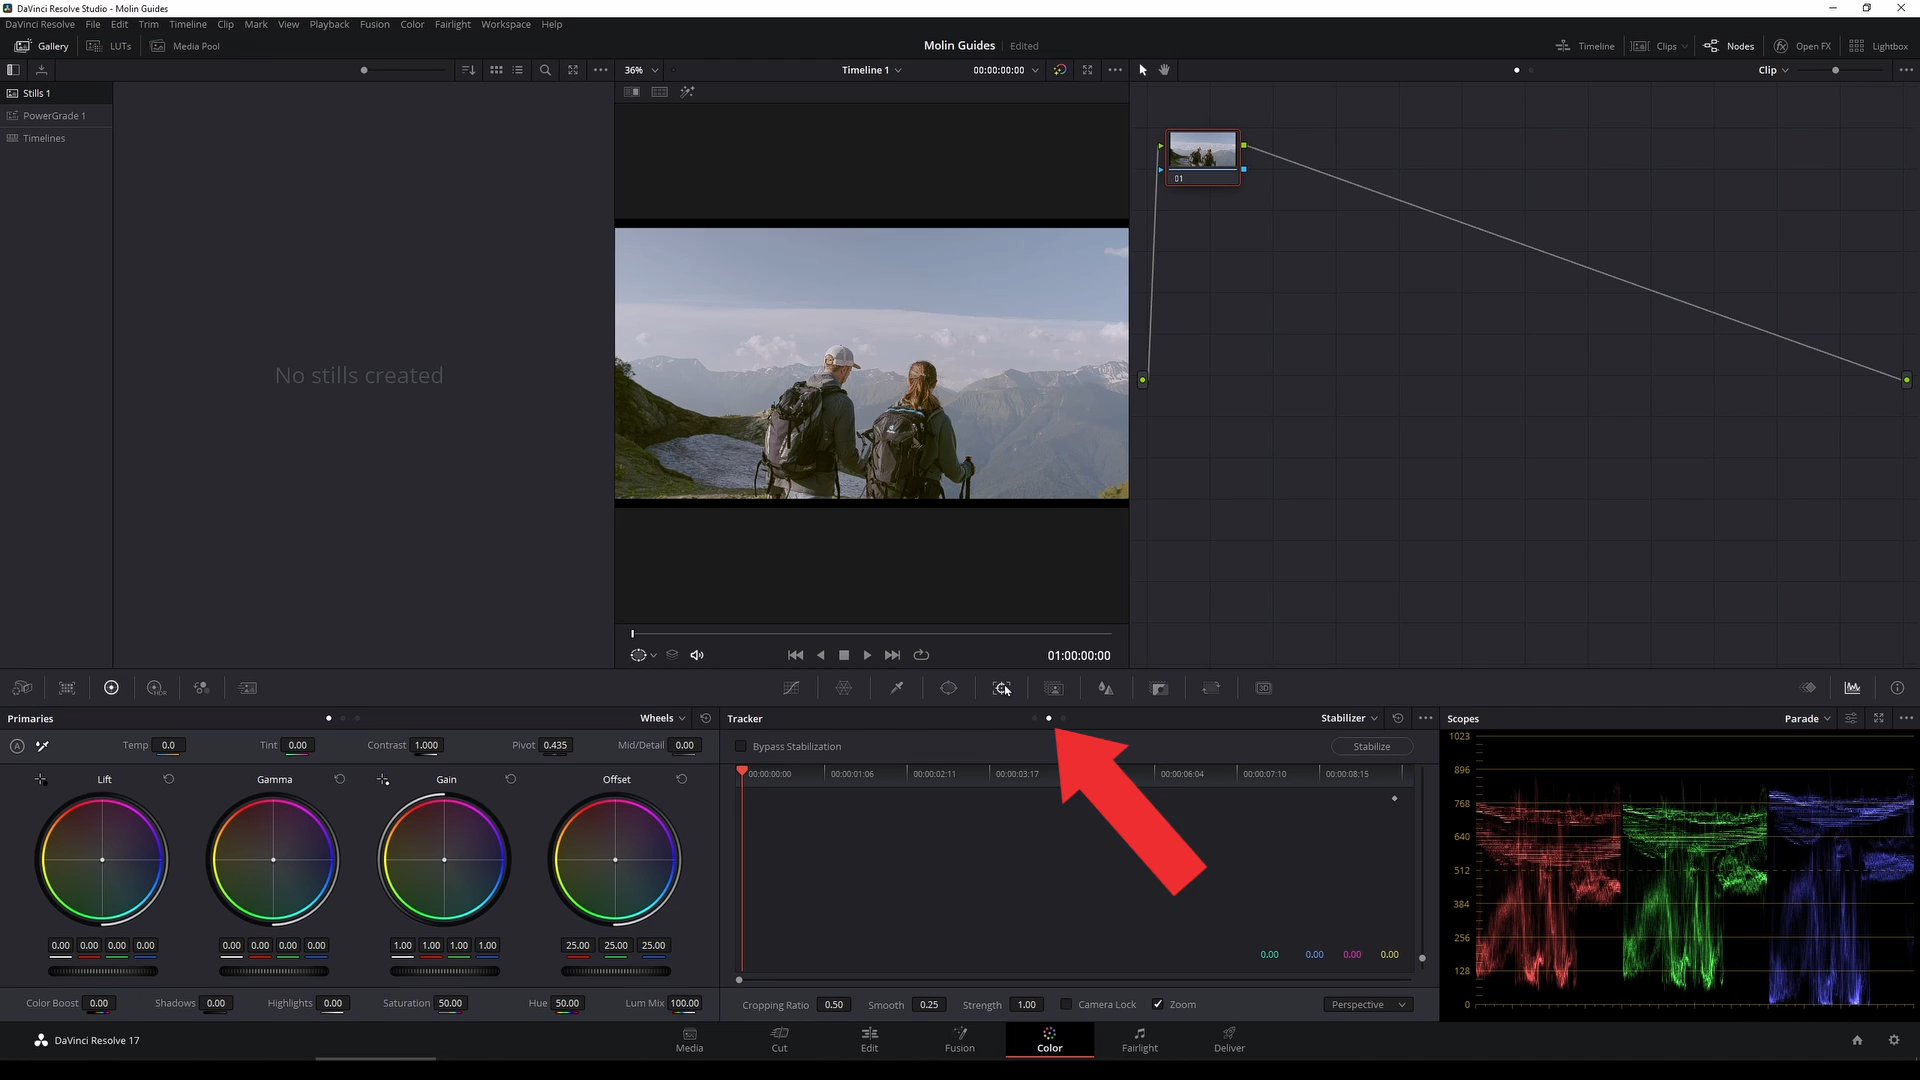 DaVinci Resolve Studio - Molin Guides
DaVinci Resolve File Edit Trim Timeline Clip Mark View Playback Fusion Color Fairlight Workspace Help
Gallery LUTs Media Pool Molin Guides Edited Timeline Clips Nodes Open FX Lightbox
36% Timeline 1 00:00:00:00 Clip
Stills 1
PowerGrade 1
Timelines
No stills created
01
01:00:00:00
Primaries Wheels Tracker Stabilizer Scopes Parade
Temp 0.0 Tint 0.00 Contrast 1.000 Pivot 0.435 Mid/Detail 0.00
Bypass Stabilization Stabilize
Lift Gamma Gain Offset
00:00:00:00 00:00:01:06 00:00:02:11 00:00:03:17 00:00:06:04 00:00:07:10 00:00:08:15
1023
896
768
640
512
384
256
128
0
0.00 0.00 0.00 0.00 0.00 0.00 0.00 0.00 1.00 1.00 1.00 1.00 25.00 25.00 25.00
0.00 0.00 0.00 0.00
Color Boost 0.00 Shadows 0.00 Highlights 0.00 Saturation 50.00 Hue 50.00 Lum Mix 100.00
Cropping Ratio 0.50 Smooth 0.25 Strength 1.00 Camera Lock Zoom Perspective
DaVinci Resolve 17
Media Cut Edit Fusion Color Fairlight Deliver